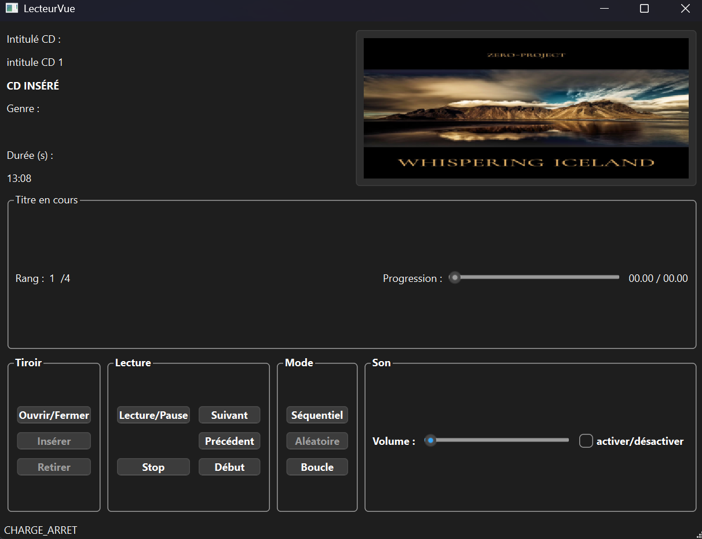 LecteurVue
Intitulé CD :
intitule CD 1
CD INSÉRÉ
Genre :
Durée (s) :
13:08
ZERO-PROJECT
WHISPERING ICELAND
Titre en cours
Rang : 1 /4
Progression : 00.00 / 00.00
Tiroir
Ouvrir/Fermer
Insérer
Retirer
Lecture
Lecture/Pause Suivant
Précédent
Stop Début
Mode
Séquentiel
Aléatoire
Boucle
Son
Volume : activer/désactiver
CHARGE_ARRET